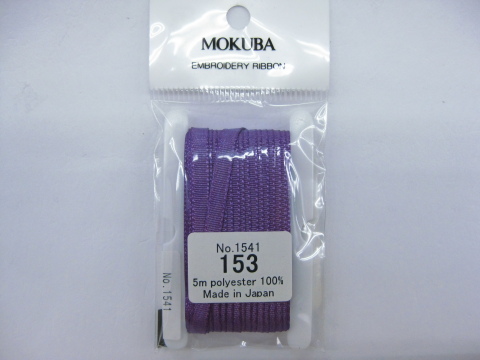 MOKUBA
EMBROIDERY RIBBON
No.1541
153
5m polyester 100%
Made in Japan
No.1541